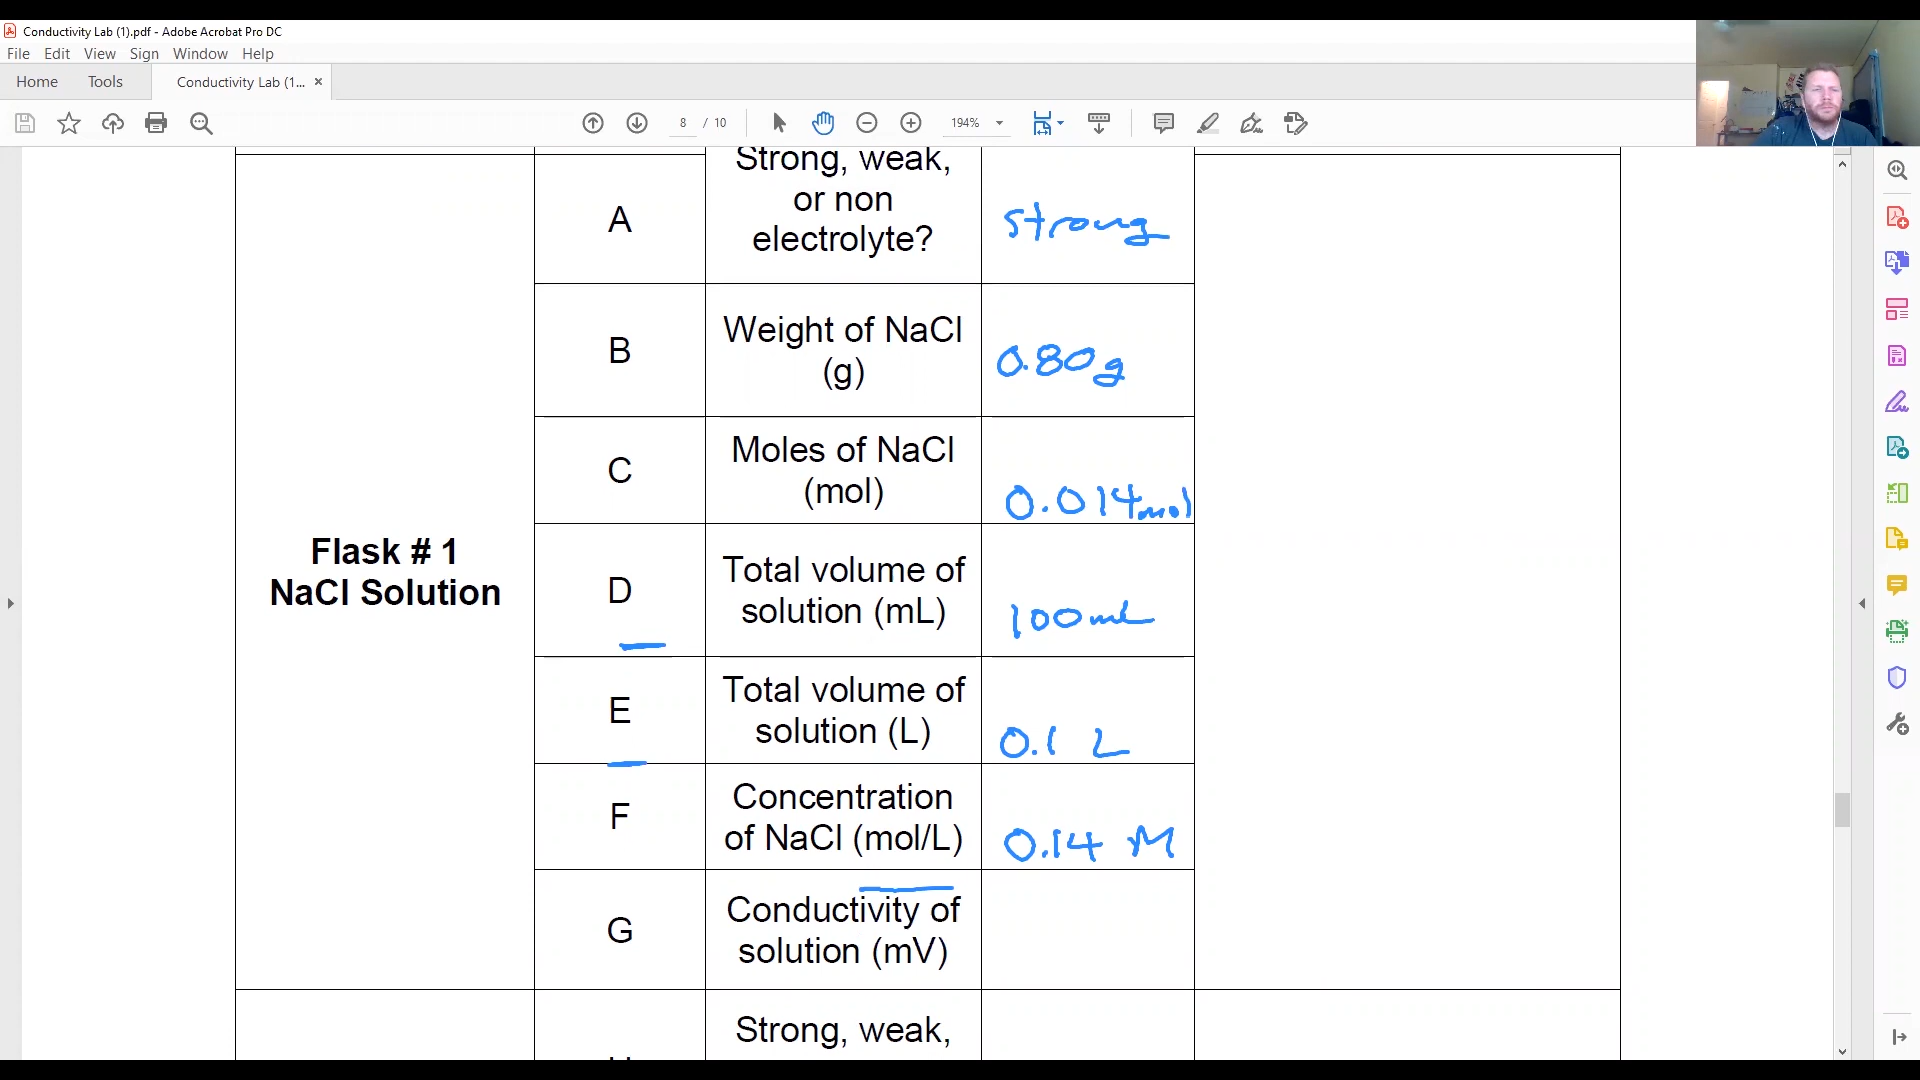 Conductivity Lab (1).pdf - Adobe Acrobat Pro DC
File Edit View Sign Window Help
Home Tools Conductivity Lab (1... ×
8 / 10 194%
A
Strong, weak,
or non
electrolyte?
strong
B
Weight of NaCl
(g)
0.80g
C
Moles of NaCl
(mol)
0.014mol
Flask # 1
NaCl Solution
D
Total volume of
solution (mL)
100mL
E
Total volume of
solution (L)
0.1 L
F
Concentration
of NaCl (mol/L)
0.14 M
G
Conductivity of
solution (mV)
Strong, weak,